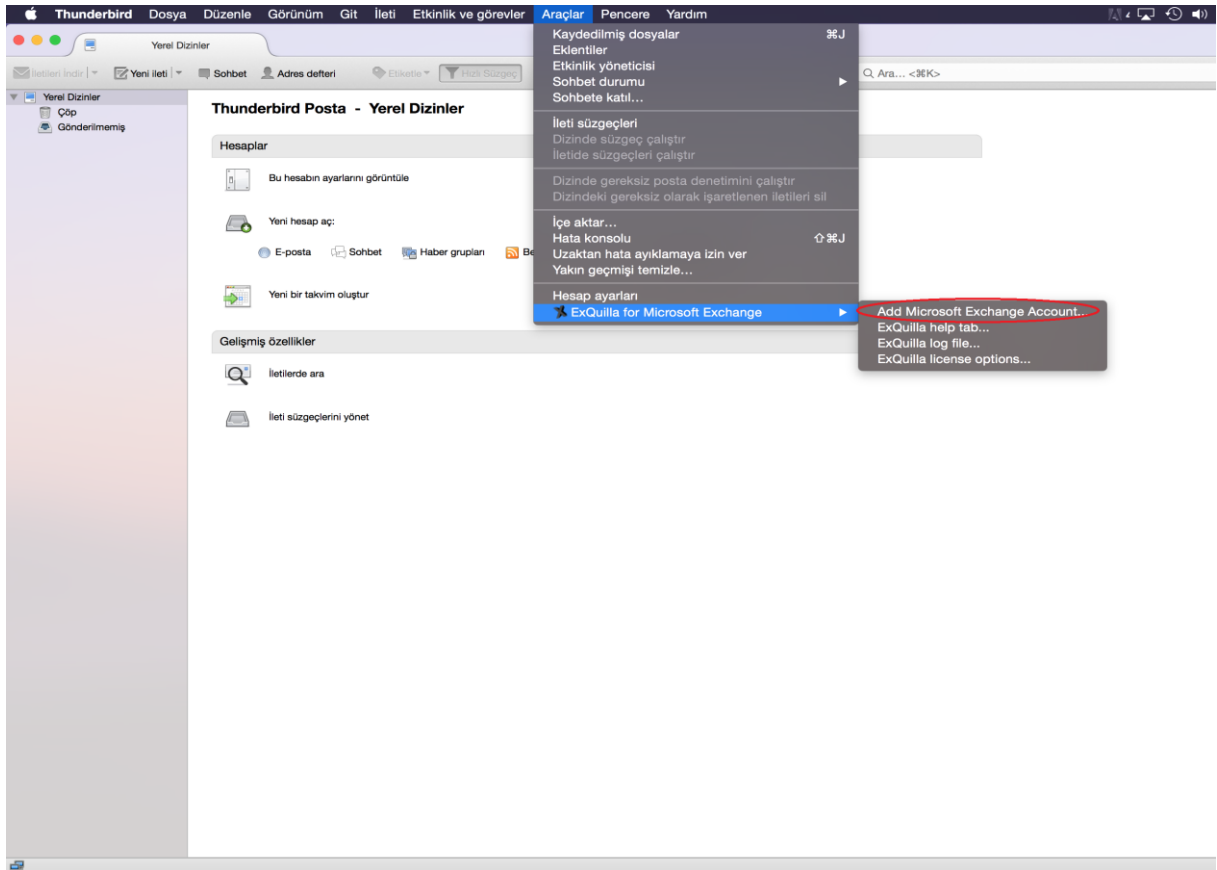 Thunderbird Dosya Düzenle Görünüm Git İleti Etkinlik ve görevler Araçlar Pencere Yardım
Yerel Dizinler
İletileri İndir Yeni ileti Sohbet Adres defteri Etiketle Hızlı Süzgeç Ara... <⌘K>
Yerel Dizinler
Çöp
Gönderilmemiş
Thunderbird Posta - Yerel Dizinler
Hesaplar
Bu hesabın ayarlarını görüntüle
Yeni hesap aç:
E-posta Sohbet Haber grupları Be
Yeni bir takvim oluştur
Gelişmiş özellikler
İletilerde ara
İleti süzgeçlerini yönet
Kaydedilmiş dosyalar ⌘J
Eklentiler
Etkinlik yöneticisi
Sohbet durumu
Sohbete katıl...
İleti süzgeçleri
Dizinde süzgeç çalıştır
İletide süzgeçleri çalıştır
Dizinde gereksiz posta denetimini çalıştır
Dizindeki gereksiz olarak işaretlenen iletileri sil
İçe aktar...
Hata konsolu ⇧⌘J
Uzaktan hata ayıklamaya izin ver
Yakın geçmişi temizle...
Hesap ayarları
ExQuilla for Microsoft Exchange
Add Microsoft Exchange Account...
ExQuilla help tab...
ExQuilla log file...
ExQuilla license options...